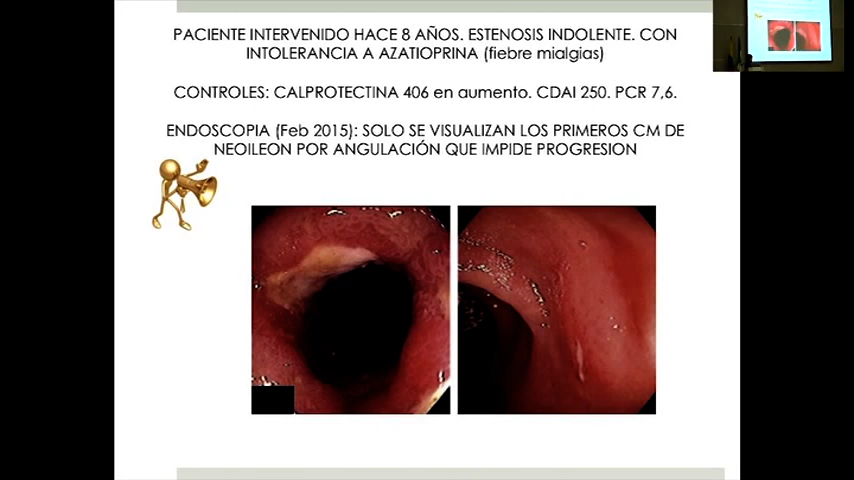 PACIENTE INTERVENIDO HACE 8 AÑOS. ESTENOSIS INDOLENTE. CON
INTOLERANCIA A AZATIOPRINA (fiebre mialgias)
CONTROLES: CALPROTECTINA 406 en aumento. CDAI 250. PCR 7,6.
ENDOSCOPIA (Feb 2015): SOLO SE VISUALIZAN LOS PRIMEROS CM DE
NEOILEON POR ANGULACIÓN QUE IMPIDE PROGRESION